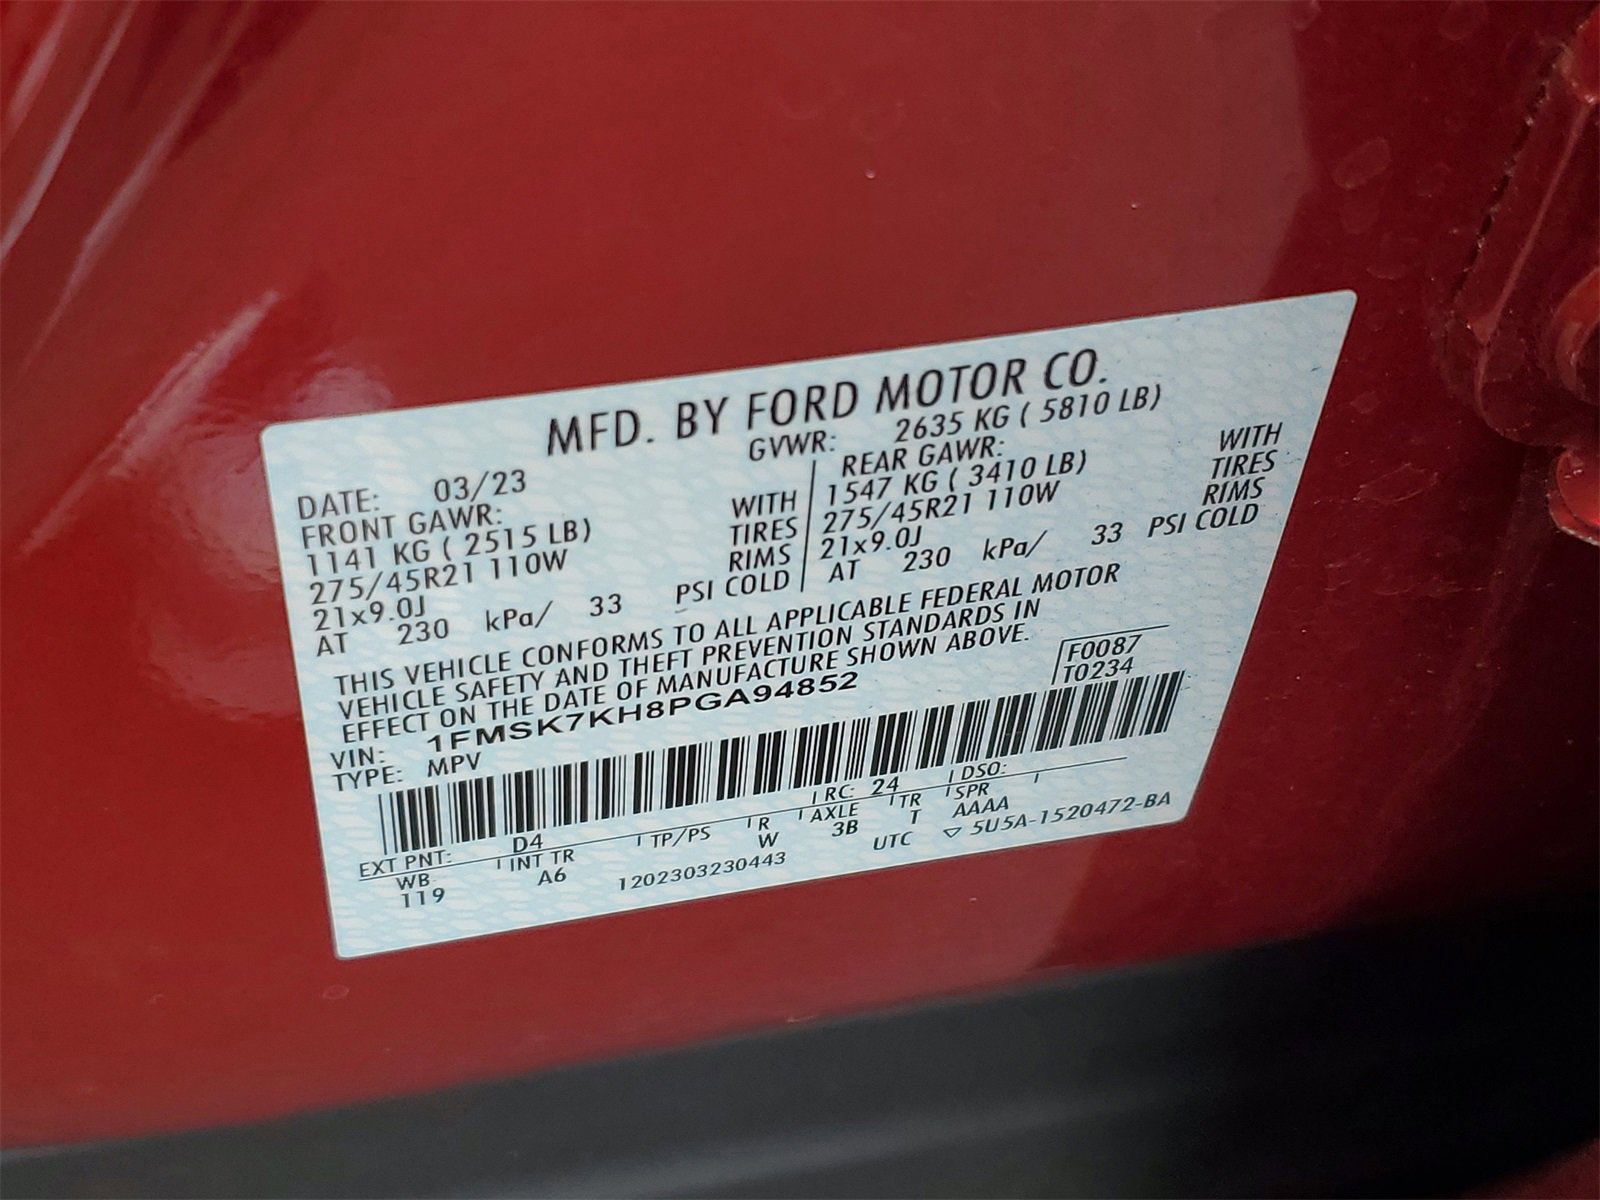 MFD. BY FORD MOTOR CO.
DATE: 03/23 GVWR: 2635 KG ( 5810 LB)
FRONT GAWR: REAR GAWR:
1141 KG ( 2515 LB) WITH 1547 KG ( 3410 LB) WITH
275/45R21 110W TIRES 275/45R21 110W TIRES
21x9.0J RIMS 21x9.0J RIMS
AT 230 kPa/ 33 PSI COLD AT 230 kPa/ 33 PSI COLD
THIS VEHICLE CONFORMS TO ALL APPLICABLE FEDERAL MOTOR
VEHICLE SAFETY AND THEFT PREVENTION STANDARDS IN
EFFECT ON THE DATE OF MANUFACTURE SHOWN ABOVE.
VIN: 1FMSK7KH8PGA94852 F0087
TYPE: MPV T0234
EXT PNT: D4 RC: 24 DSO:
WB INT TR TP/PS R AXLE TR SPR
119 A6 W 3B T AAAA
1202303230443 UTC ▽ 5U5A-1520472-BA